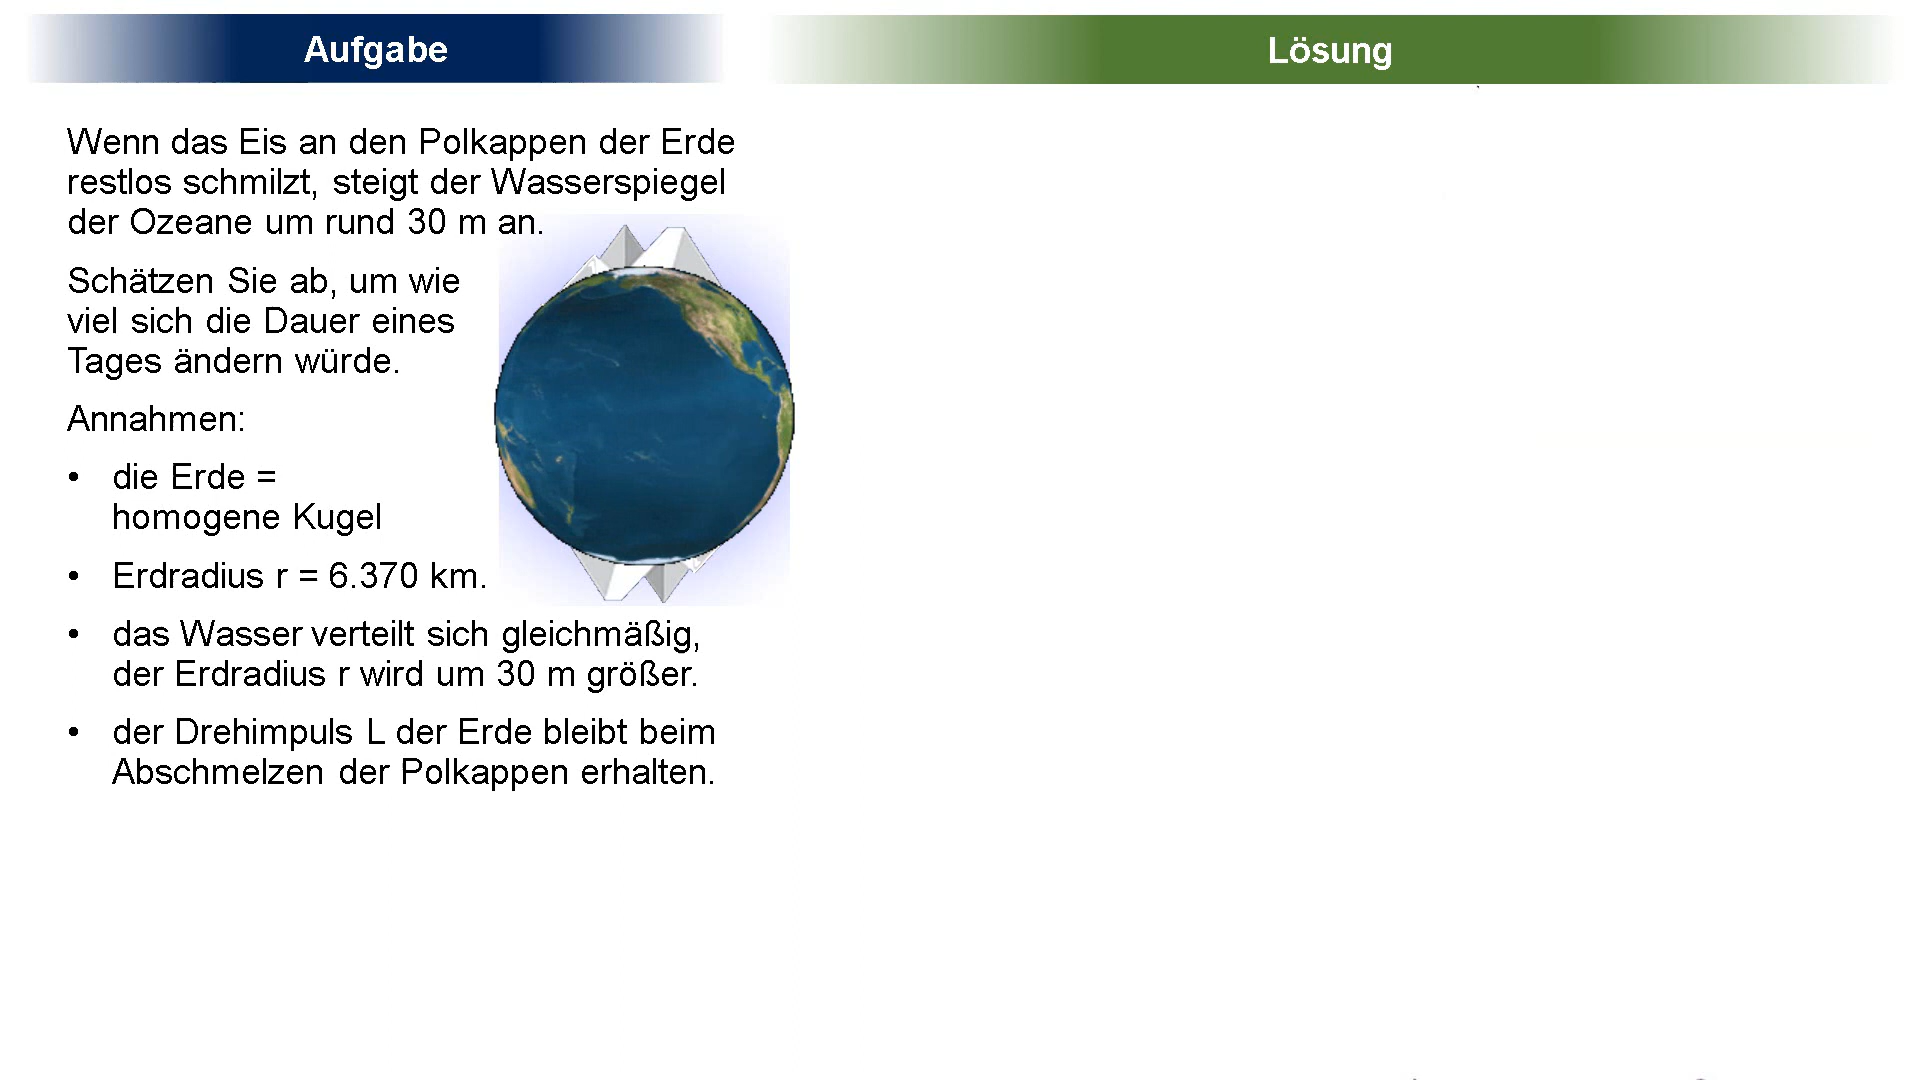 Aufgabe
Lösung
Wenn das Eis an den Polkappen der Erde
restlos schmilzt, steigt der Wasserspiegel
der Ozeane um rund 30 m an.
Schätzen Sie ab, um wie
viel sich die Dauer eines
Tages ändern würde.
Annahmen:
• die Erde =
homogene Kugel
• Erdradius r = 6.370 km.
• das Wasser verteilt sich gleichmäßig,
der Erdradius r wird um 30 m größer.
• der Drehimpuls L der Erde bleibt beim
Abschmelzen der Polkappen erhalten.